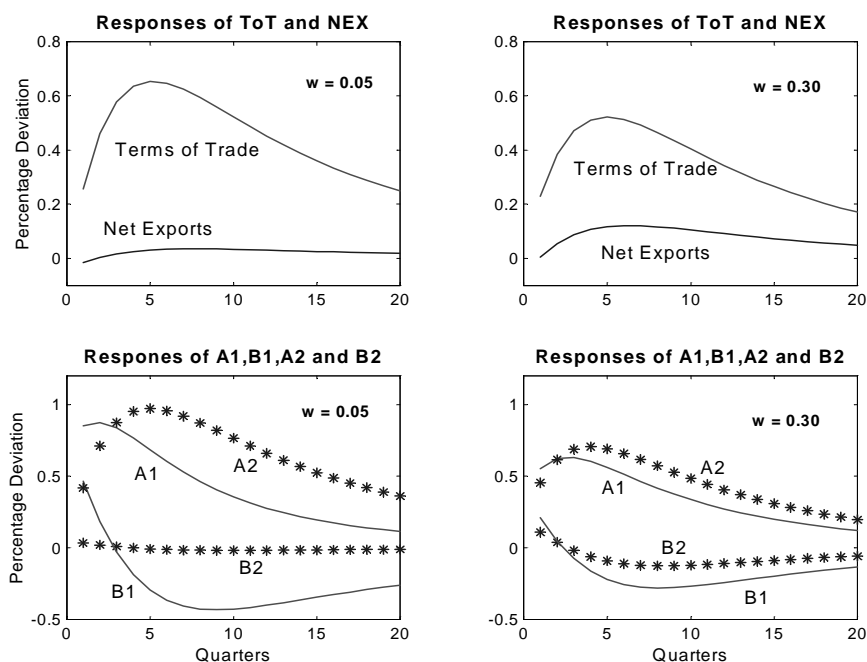 Responses of ToT and NEX
Percentage Deviation
0.8
0.6
0.4
0.2
0
w = 0.05
Terms of Trade
Net Exports
0 5 10 15 20
Responses of ToT and NEX
0.8
0.6
0.4
0.2
0
w = 0.30
Terms of Trade
Net Exports
0 5 10 15 20
Respones of A1,B1,A2 and B2
Percentage Deviation
1
0.5
0
-0.5
w = 0.05
A1
A2
B2
B1
0 5 10 15 20
Quarters
Respones of A1,B1,A2 and B2
1
0.5
0
-0.5
w = 0.30
A2
A1
B2
B1
0 5 10 15 20
Quarters